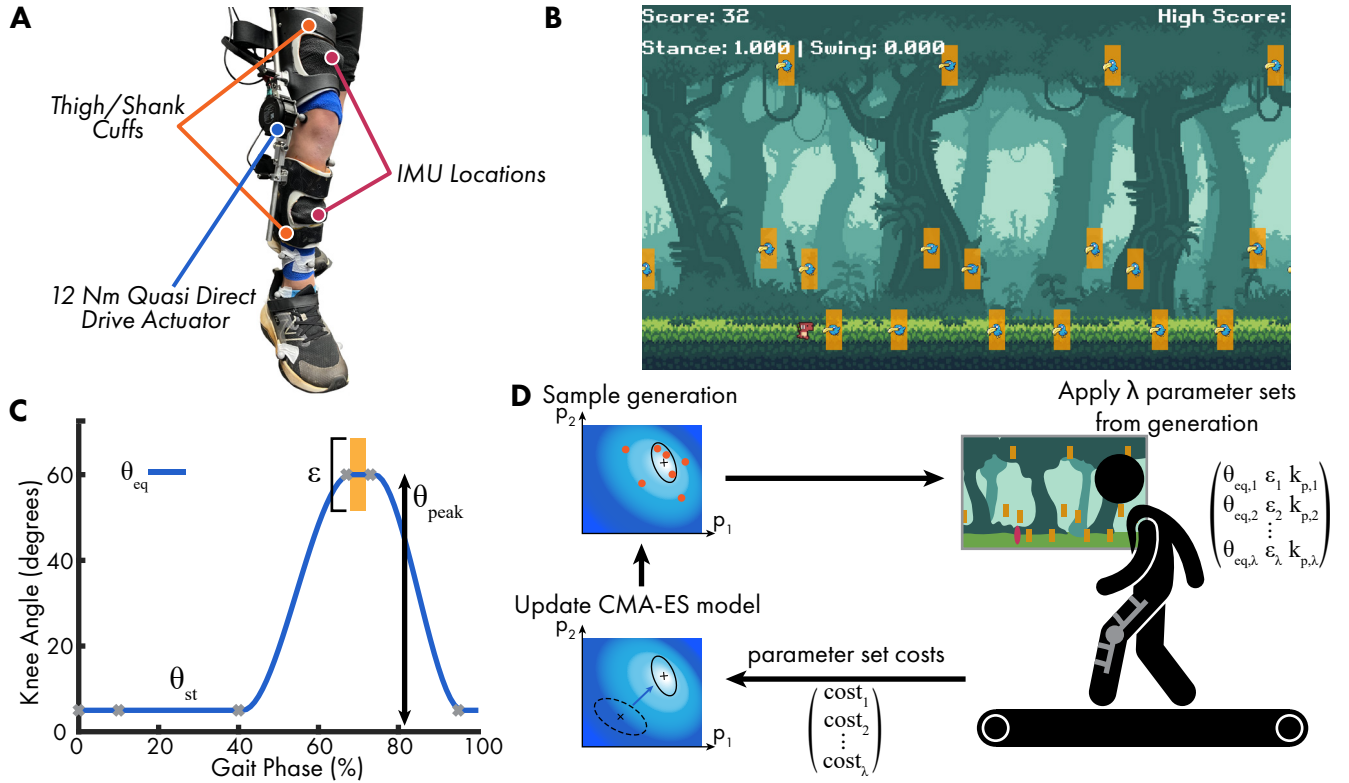 A
Thigh/Shank
Cuffs
IMU Locations
12 Nm Quasi Direct
Drive Actuator
B
Score: 32
High Score:
Stance: 1.000 | Swing: 0.000
C
Knee Angle (degrees)
60
40
20
0
θeq
ε
θpeak
θst
0 20 40 60 80 100
Gait Phase (%)
D
Sample generation
p2
p1
Apply λ parameter sets
from generation
θeq,1 ε1 kp,1
θeq,2 ε2 kp,2
⋮
θeq,λ ελ kp,λ
Update CMA-ES model
p2
p1
parameter set costs
cost1
cost2
⋮
costλ